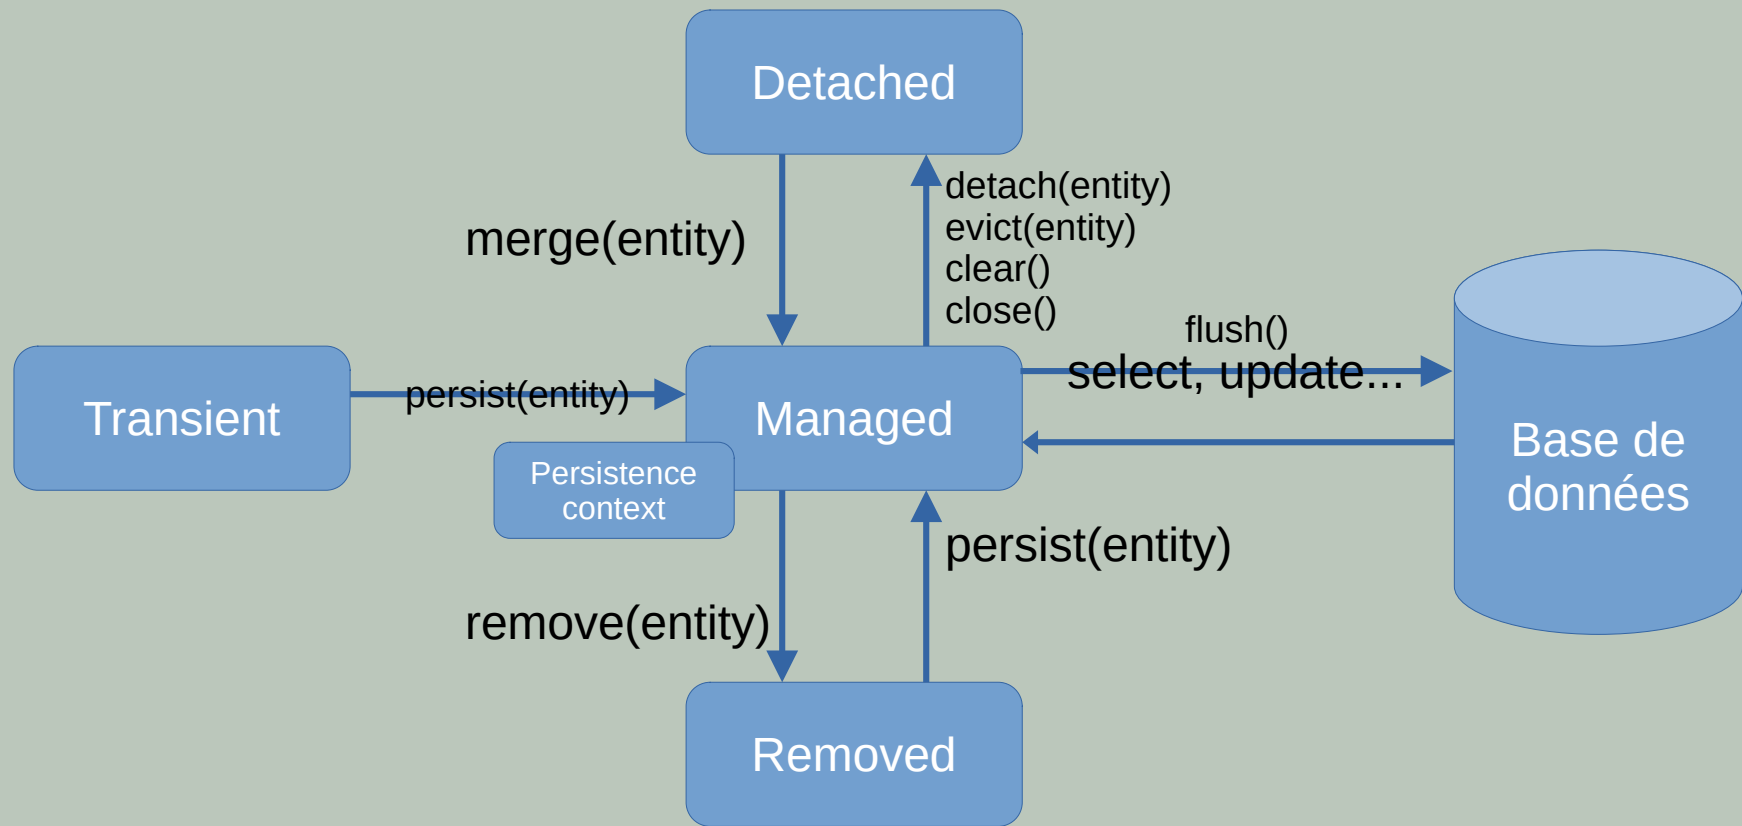 Detached
detach(entity)
evict(entity)
clear()
close()
merge(entity)
flush()
select, update...
persist(entity)
Transient
Managed
Base de
données
Persistence
context
persist(entity)
remove(entity)
Removed